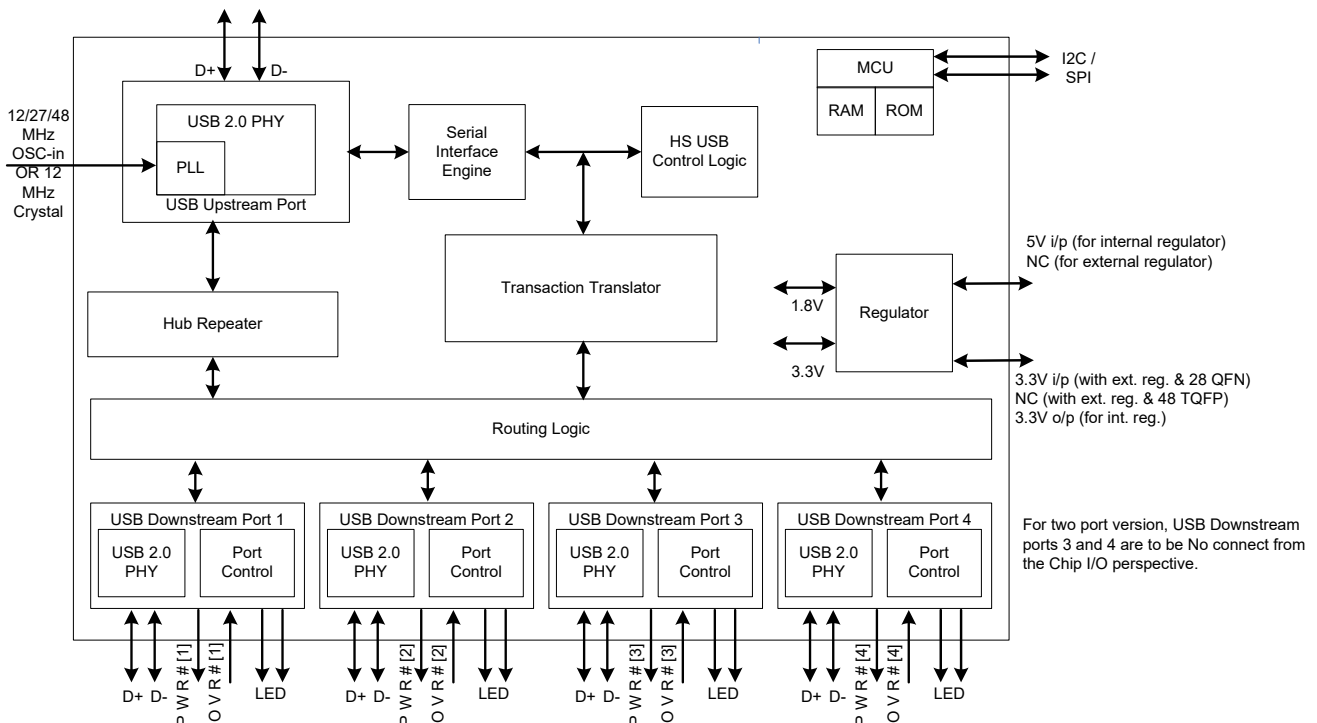 D+
D-
MCU
RAM
ROM
I2C /
SPI
12/27/48
MHz
OSC-in
OR 12
MHz
Crystal
USB 2.0 PHY
PLL
USB Upstream Port
Serial
Interface
Engine
HS USB
Control Logic
Hub Repeater
Transaction Translator
1.8V
3.3V
Regulator
5V i/p (for internal regulator)
NC (for external regulator)
3.3V i/p (with ext. reg. & 28 QFN)
NC (with ext. reg. & 48 TQFP)
3.3V o/p (for int. reg.)
Routing Logic
USB Downstream Port 1
USB 2.0
PHY
Port
Control
USB Downstream Port 2
USB 2.0
PHY
Port
Control
USB Downstream Port 3
USB 2.0
PHY
Port
Control
USB Downstream Port 4
USB 2.0
PHY
Port
Control
For two port version, USB Downstream
ports 3 and 4 are to be No connect from
the Chip I/O perspective.
D+
D-
P W R # [1]
O V R # [1]
LED
D+
D-
P W R # [2]
O V R # [2]
LED
D+
D-
P W R # [3]
O V R # [3]
LED
D+
D-
P W R # [4]
O V R # [4]
LED